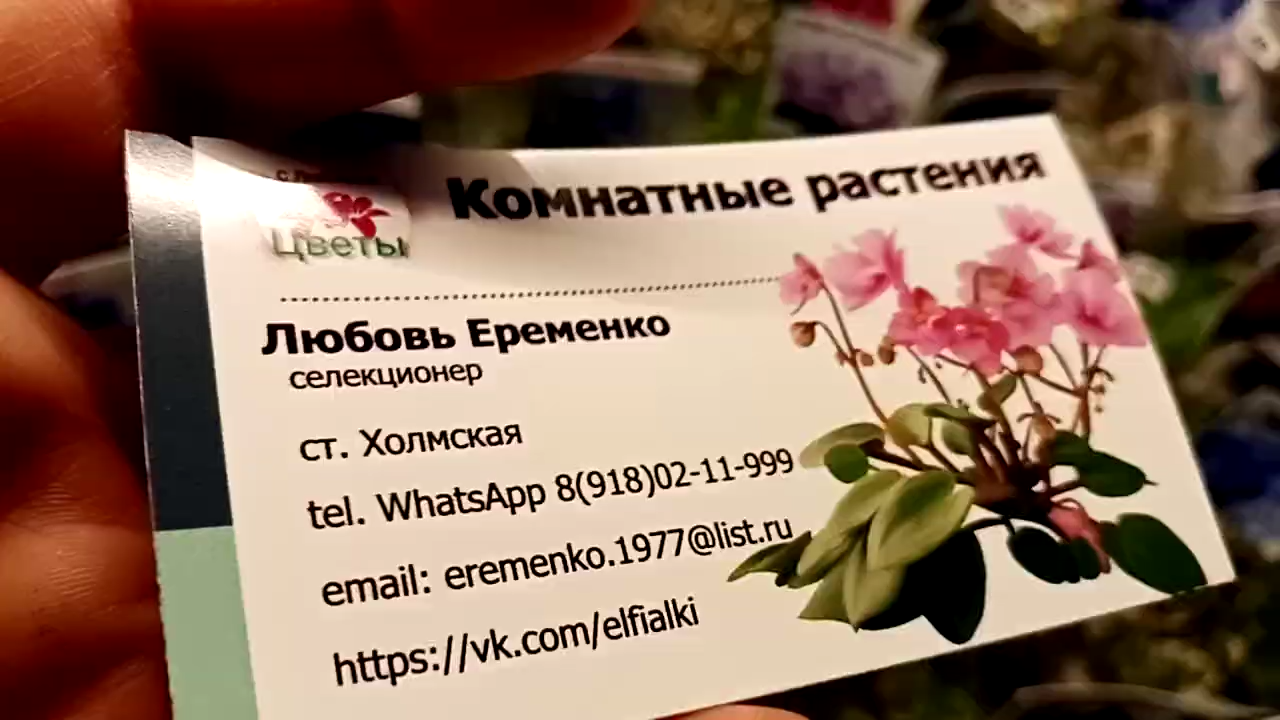 Цветы
Комнатные растения
Любовь Еременко
селекционер
ст. Холмская
tel. WhatsApp 8(918)02-11-999
email: eremenko.1977@list.ru
https://vk.com/elfialki